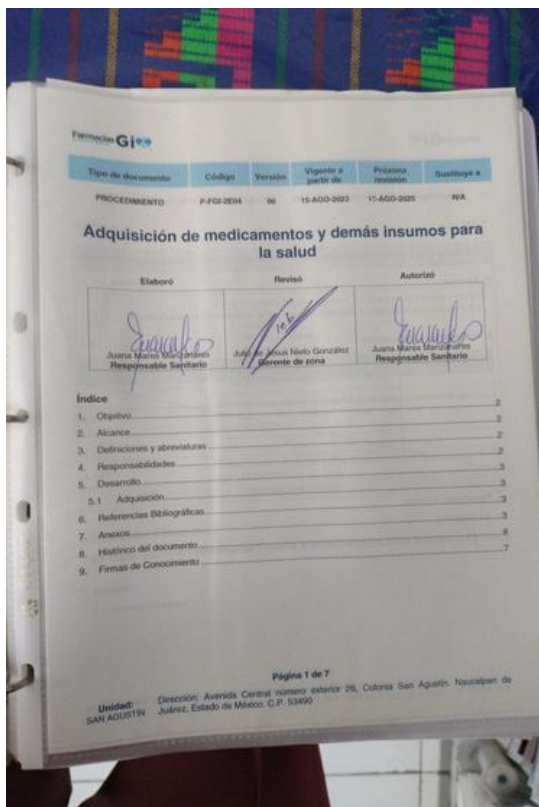 Farmacias Gi
Tipo de documento Código Versión Vigente a partir de Próxima revisión Sustituye a
PROCEDIMIENTO P-FGI-2E04 00 15-AGO-2023 15-AGO-2025 N/A
Adquisición de medicamentos y demás insumos para
la salud
Elaboró Revisó Autorizó
Juana Mares Manzanares Julio de Jesus Nieto González Juana Mares Manzanares
Responsable Sanitario Gerente de zona Responsable Sanitario
Índice
1. Objetivo 2
2. Alcance 2
3. Definiciones y abreviaturas 2
4. Responsabilidades 2
5. Desarrollo 3
5.1 Adquisición 3
6. Referencias Bibliográficas 3
7. Anexos 3
8. Histórico del documento 6
9. Firmas de Conocimiento 7
Página 1 de 7
Unidad: Dirección: Avenida Central número exterior 26, Colonia San Agustín, Naucalpan de
SAN AGUSTÍN Juárez, Estado de México, C.P. 53490